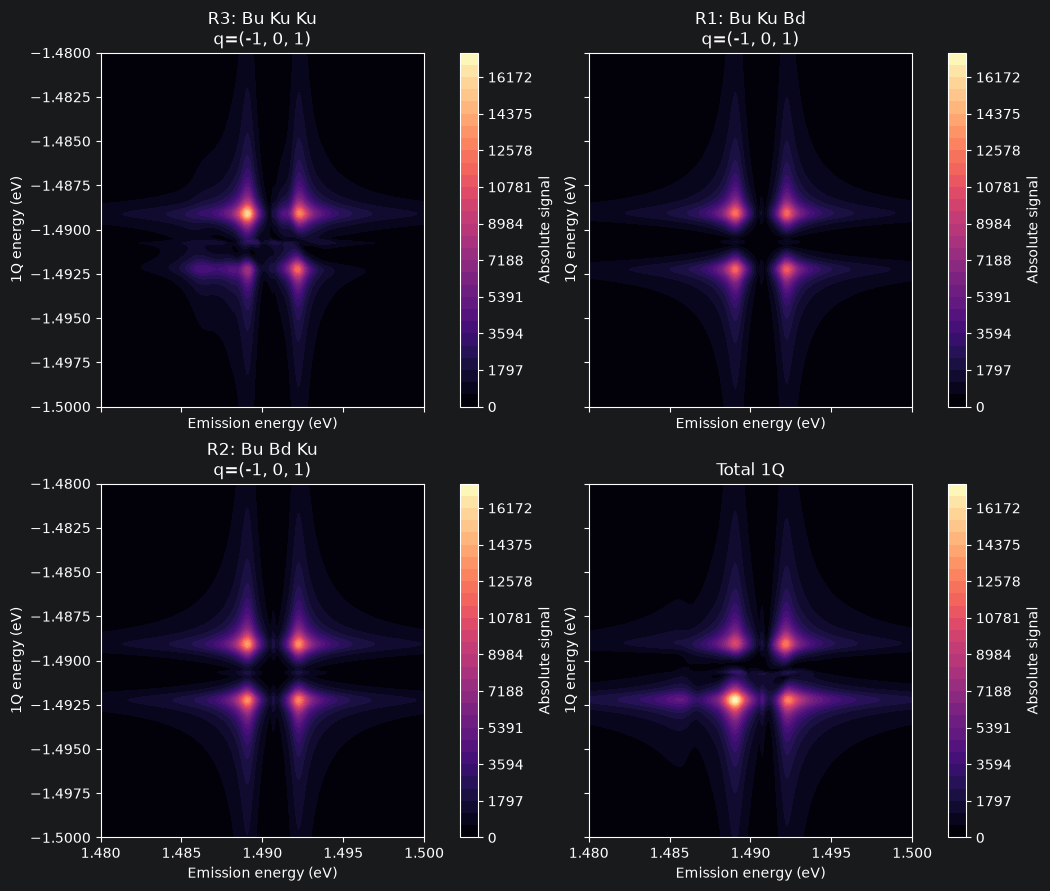 R3: Bu Ku Ku
q=(-1, 0, 1)
−1.4800
−1.4825
−1.4850
−1.4875
−1.4900
−1.4925
−1.4950
−1.4975
−1.5000
1Q energy (eV)
Emission energy (eV)
16172
14375
12578
10781
8984
7188
5391
3594
1797
0
Absolute signal
R1: Bu Ku Bd
q=(-1, 0, 1)
1Q energy (eV)
Emission energy (eV)
16172
14375
12578
10781
8984
7188
5391
3594
1797
0
Absolute signal
R2: Bu Bd Ku
q=(-1, 0, 1)
−1.4800
−1.4825
−1.4850
−1.4875
−1.4900
−1.4925
−1.4950
−1.4975
−1.5000
1Q energy (eV)
1.480 1.485 1.490 1.495 1.500
Emission energy (eV)
16172
14375
12578
10781
8984
7188
5391
3594
1797
0
Absolute signal
Total 1Q
1Q energy (eV)
1.480 1.485 1.490 1.495 1.500
Emission energy (eV)
16172
14375
12578
10781
8984
7188
5391
3594
1797
0
Absolute signal